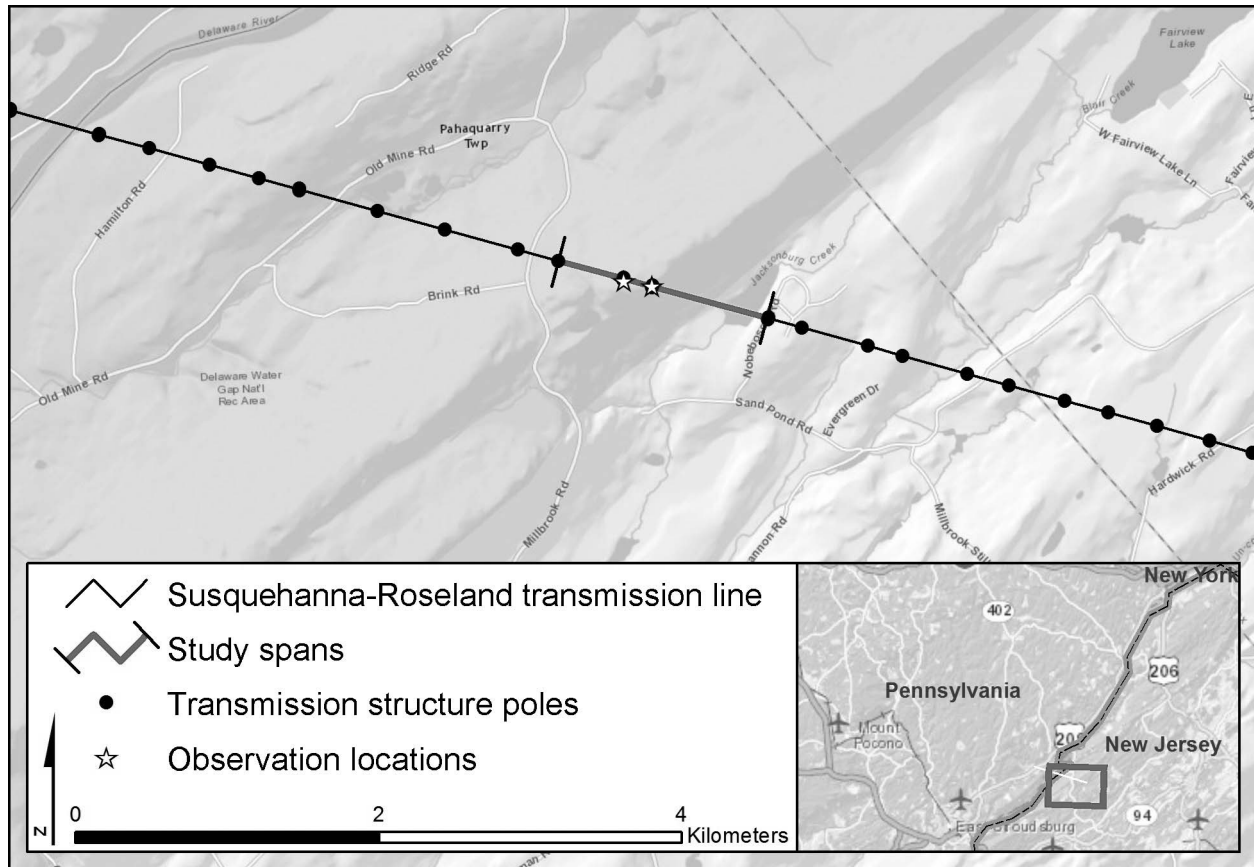 Delaware River
Ridge Rd
Fairview
Lake
Blair Creek
Pahaquarry
Twp
Old Mine Rd
W Fairview Lake Ln
Hamilton Rd
Jacksonburg Creek
Brink Rd
Old Mine Rd
Delaware Water
Gap Nat'l
Rec Area
Sand Pond Rd
Evergreen Dr
Hardwick Rd
Millbrook Rd
Susquehanna-Roseland transmission line
Study spans
Transmission structure poles
Observation locations
Z
0
2
4
Kilometers
New York
402
206
Pennsylvania
Mount
Pocono
New Jersey
94